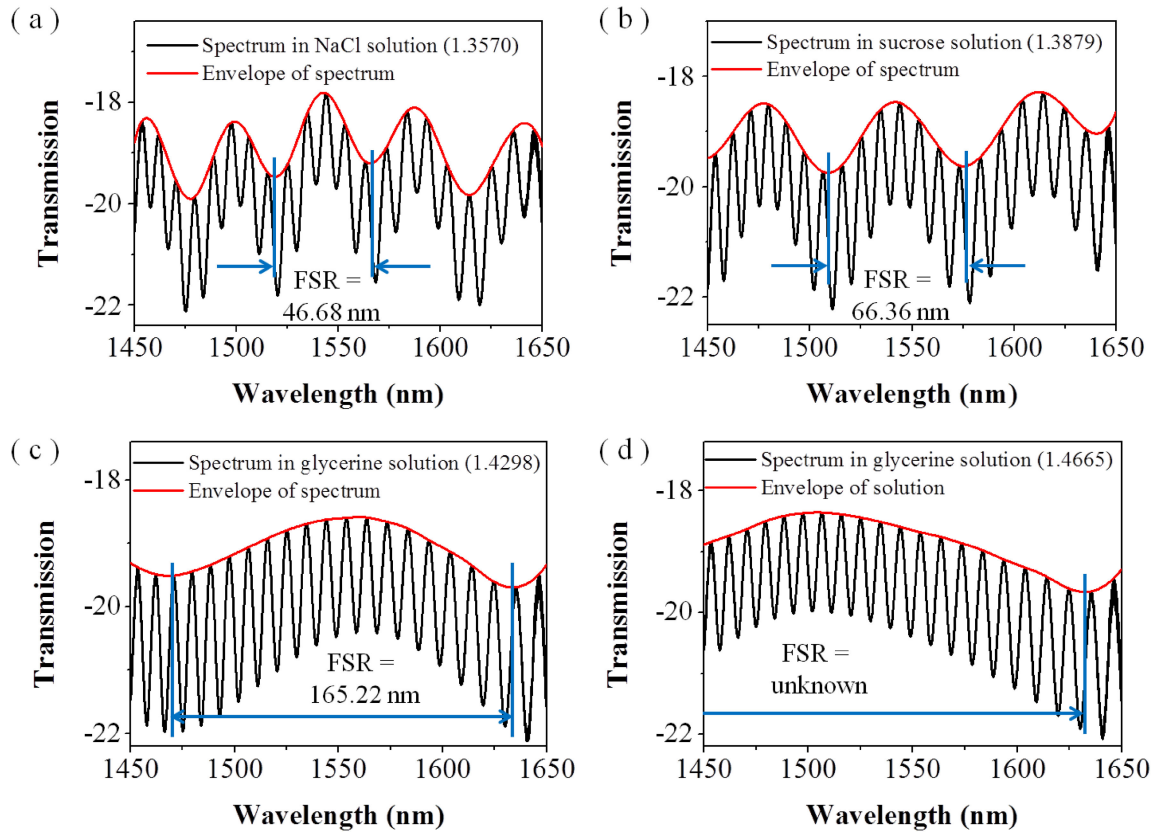 ( a )
Spectrum in NaCl solution (1.3570)
Envelope of spectrum
Transmission
-18
-20
-22
FSR =
46.68 nm
1450 1500 1550 1600 1650
Wavelength (nm)
( b )
Spectrum in sucrose solution (1.3879)
Envelope of spectrum
Transmission
-18
-20
-22
FSR =
66.36 nm
1450 1500 1550 1600 1650
Wavelength (nm)
( c )
Spectrum in glycerine solution (1.4298)
Envelope of spectrum
Transmission
-18
-20
-22
FSR =
165.22 nm
1450 1500 1550 1600 1650
Wavelength (nm)
( d )
Spectrum in glycerine solution (1.4665)
Envelope of solution
Transmission
-18
-20
-22
FSR =
unknown
1450 1500 1550 1600 1650
Wavelength (nm)